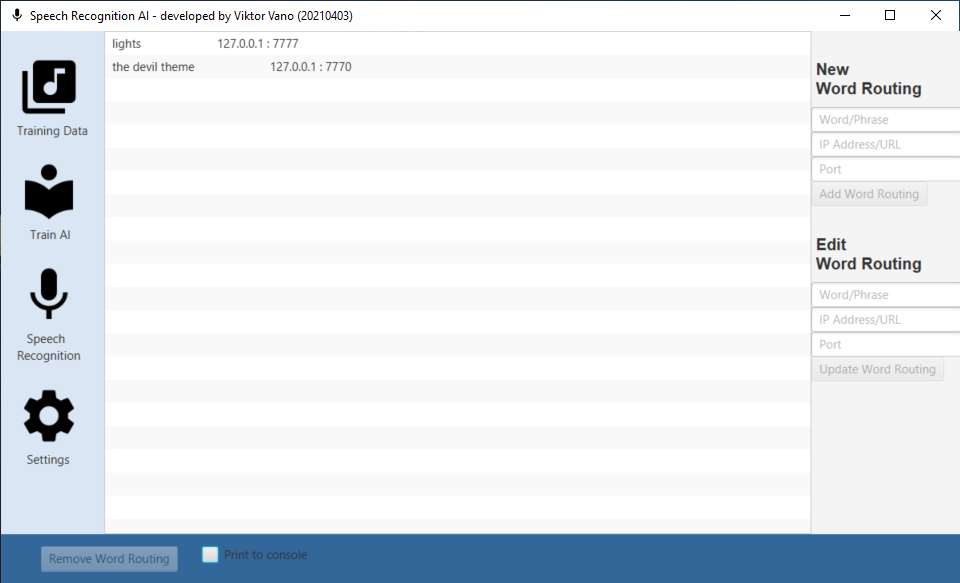 Speech Recognition AI - developed by Viktor Vano (20210403)
Training Data
Train AI
Speech
Recognition
Settings
lights 127.0.0.1 : 7777
the devil theme 127.0.0.1 : 7770
New
Word Routing
Word/Phrase
IP Address/URL
Port
Add Word Routing
Edit
Word Routing
Word/Phrase
IP Address/URL
Port
Update Word Routing
Remove Word Routing
Print to console